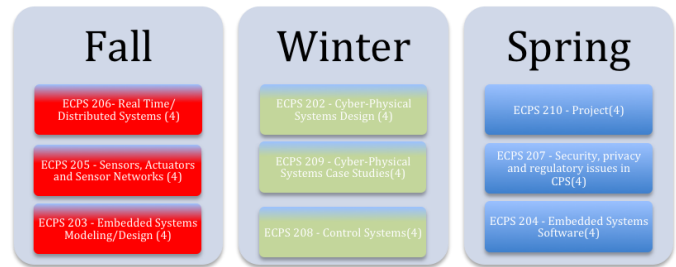 Fall
ECPS 206- Real Time/
Distributed Systems (4)
ECPS 205 - Sensors, Actuators
and Sensor Networks (4)
ECPS 203 - Embedded Systems
Modeling/Design (4)
Winter
ECPS 202 - Cyber-Physical
Systems Design (4)
ECPS 209 - Cyber-Physical
Systems Case Studies(4)
ECPS 208 - Control Systems(4)
Spring
ECPS 210 - Project(4)
ECPS 207 - Security, privacy
and regulatory issues in
CPS(4)
ECPS 204 - Embedded Systems
Software(4)